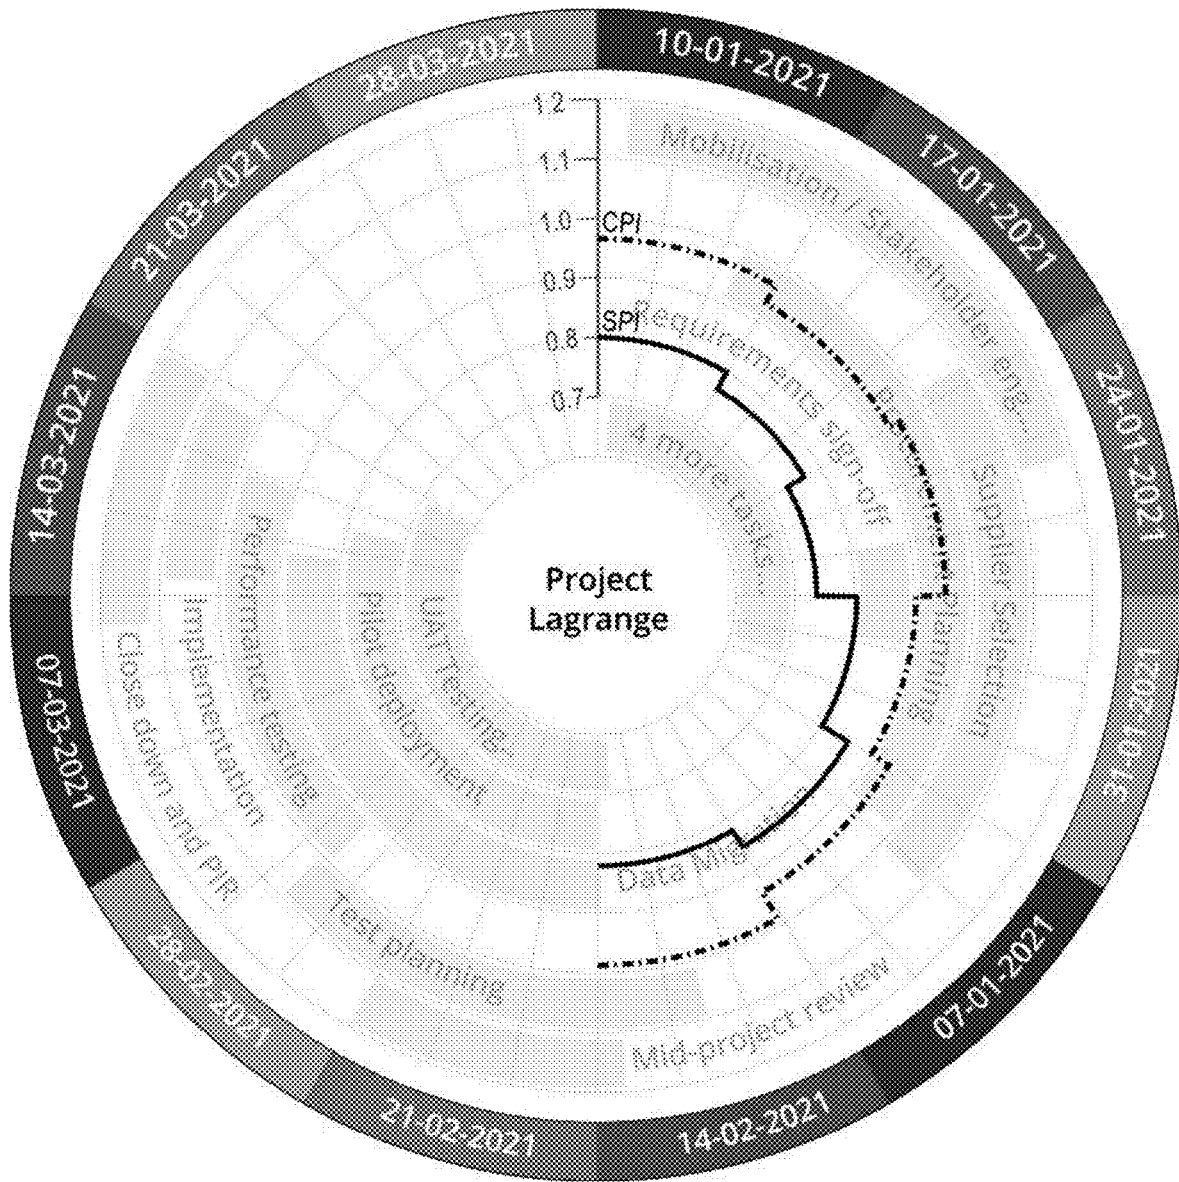 10-01-2021
17-01-2021
24-01-2021
31-01-2021
07-01-2021
14-02-2021
21-02-2021
28-02-2021
07-03-2021
14-03-2021
21-03-2021
28-03-2021
1.2
1.1
1.0
0.9
0.8
0.7
CPI
SPI
Mobilisation / Stakeholder eng...
Requirements sign-off
4 more tasks...
Supplie Selection
Planning
Data Mig
Mid-project review
Test planning
Close down and PIR
Implementation
Performance testing
Pilot deployment
UAT Testing
Project
Lagrange